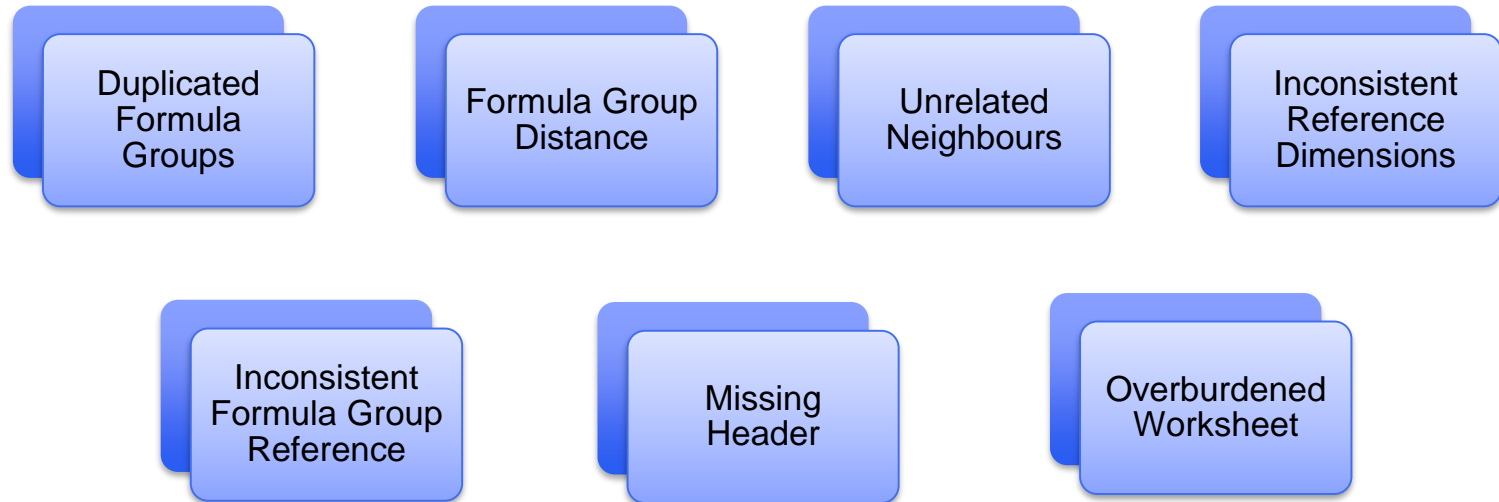 Duplicated
Formula
Groups
Formula Group
Distance
Unrelated
Neighbours
Inconsistent
Reference
Dimensions
Inconsistent
Formula Group
Reference
Missing
Header
Overburdened
Worksheet